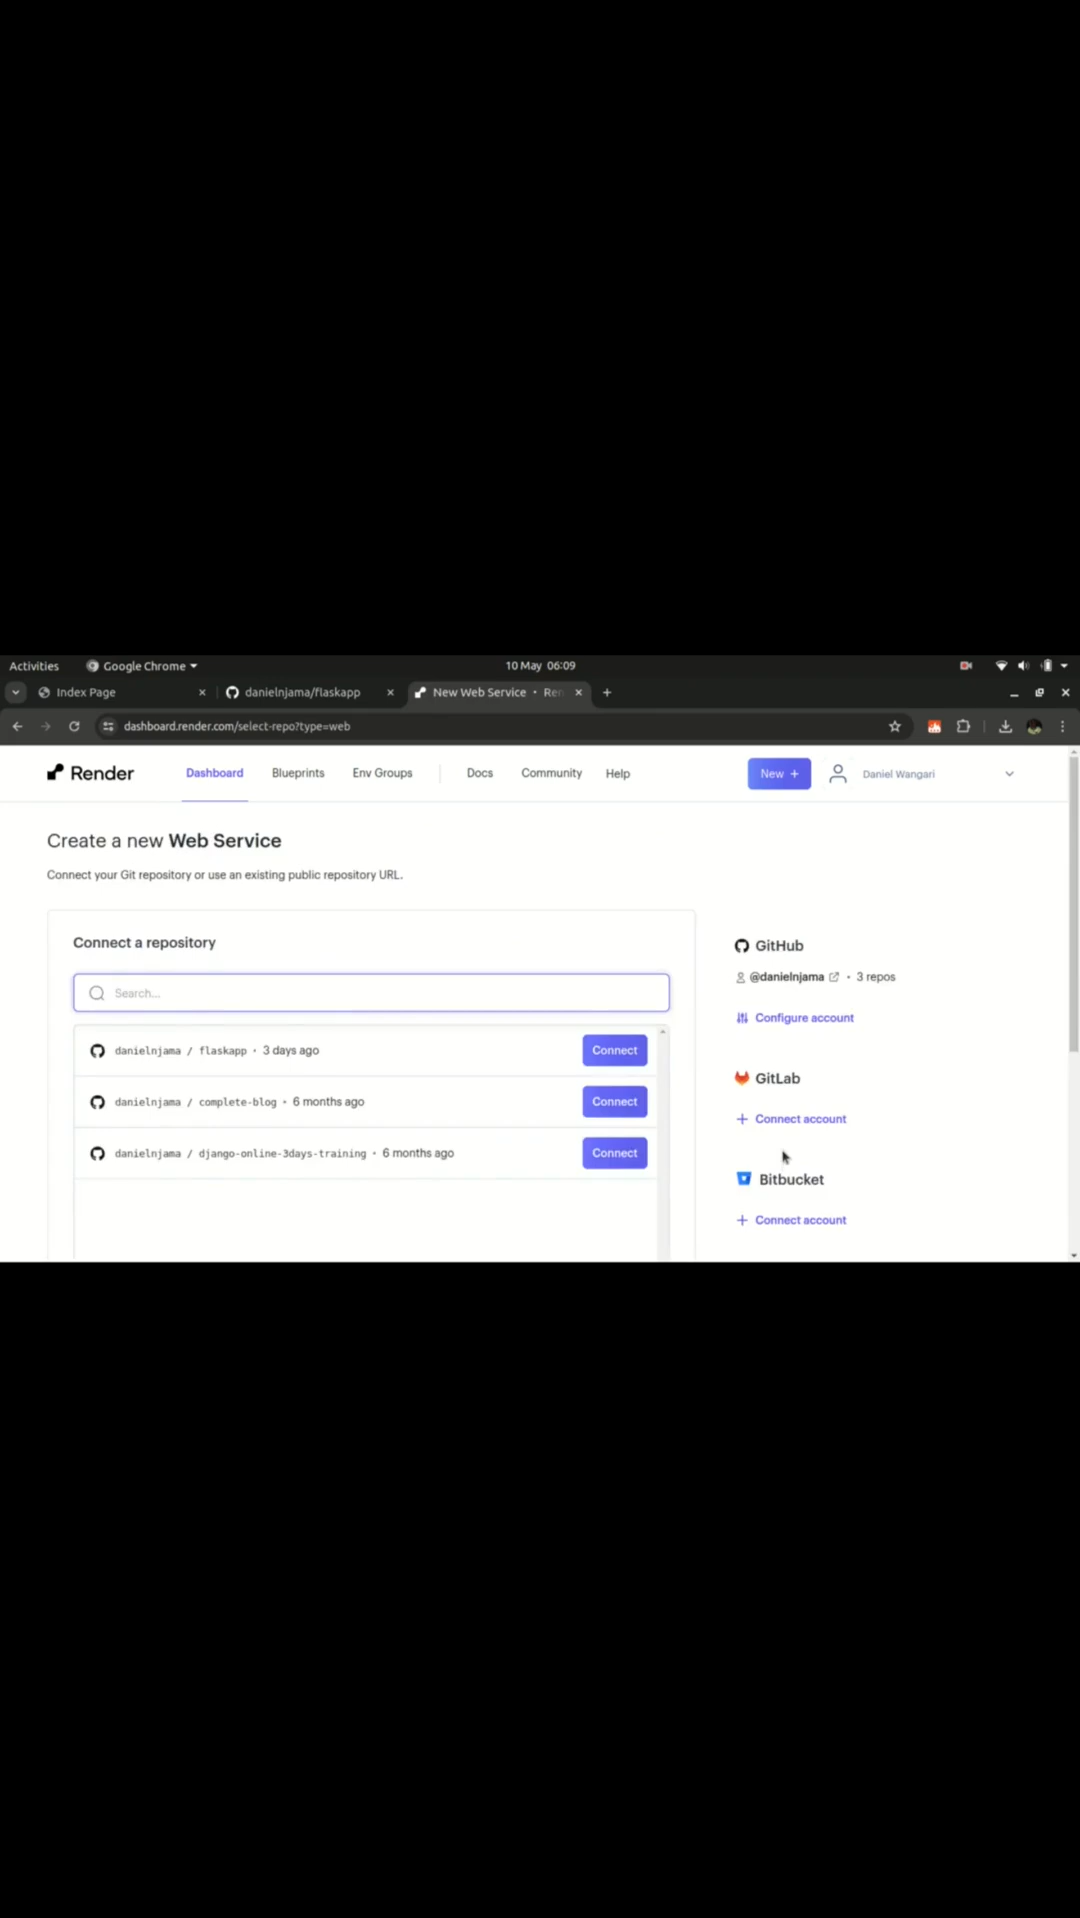 Activities Google Chrome 10 May 06:09
Index Page danielnjama/flaskapp New Web Service • Ren
dashboard.render.com/select-repo?type=web
Render Dashboard Blueprints Env Groups Docs Community Help New + Daniel Wangari
Create a new Web Service
Connect your Git repository or use an existing public repository URL.
Connect a repository
Search...
danielnjama / flaskapp • 3 days ago Connect
danielnjama / complete-blog • 6 months ago Connect
danielnjama / django-online-3days-training • 6 months ago Connect
GitHub
@danielnjama • 3 repos
Configure account
GitLab
+ Connect account
Bitbucket
+ Connect account